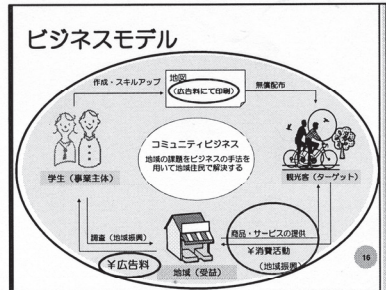 ビジネスモデル
作成・スキルアップ
地図
(広告料にて印刷)
無償配布
コミュニティビジネス
地域の課題をビジネスの手法を
用いて地域住民で解決する
学生(事業主体)
観光客(ターゲット)
調査(地域振興)
商品・サービスの提供
¥消費活動
(地域振興)
¥広告料
地域(受益)
16